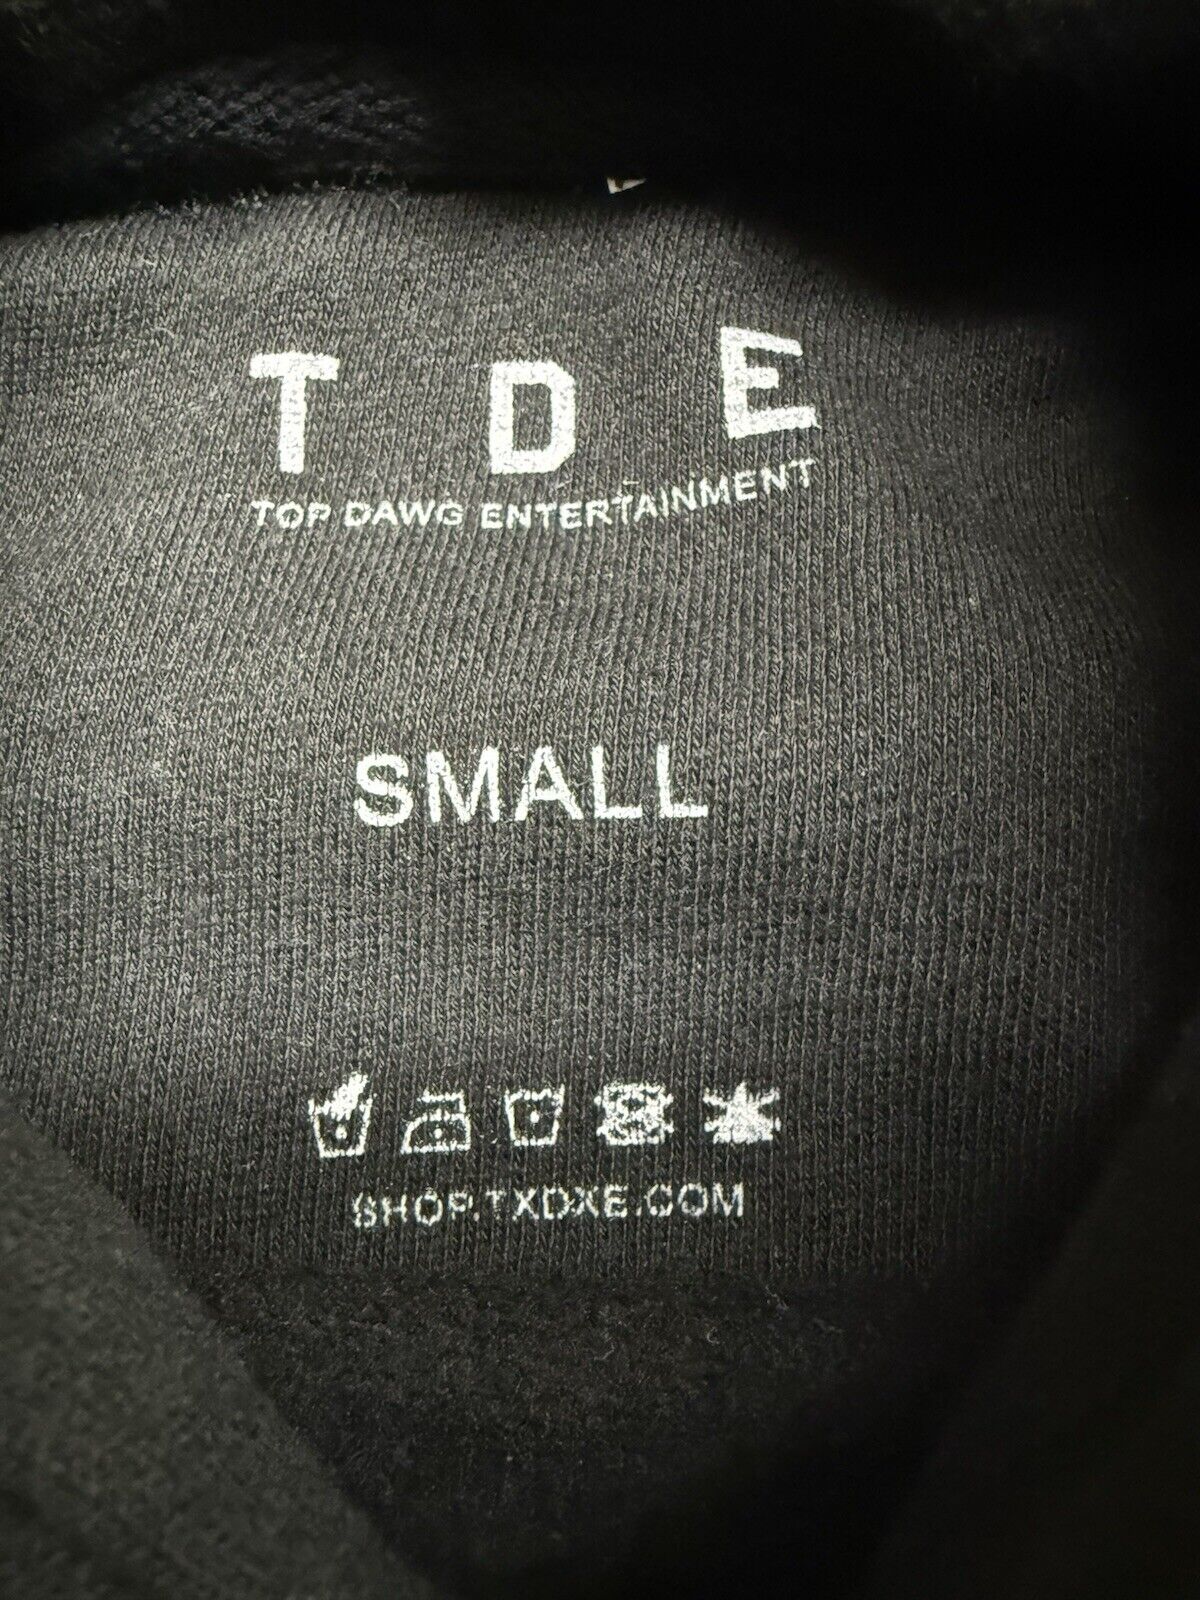 T D E
TOP DAWG ENTERTAINMENT
SMALL
SHOP.TXDXE.COM